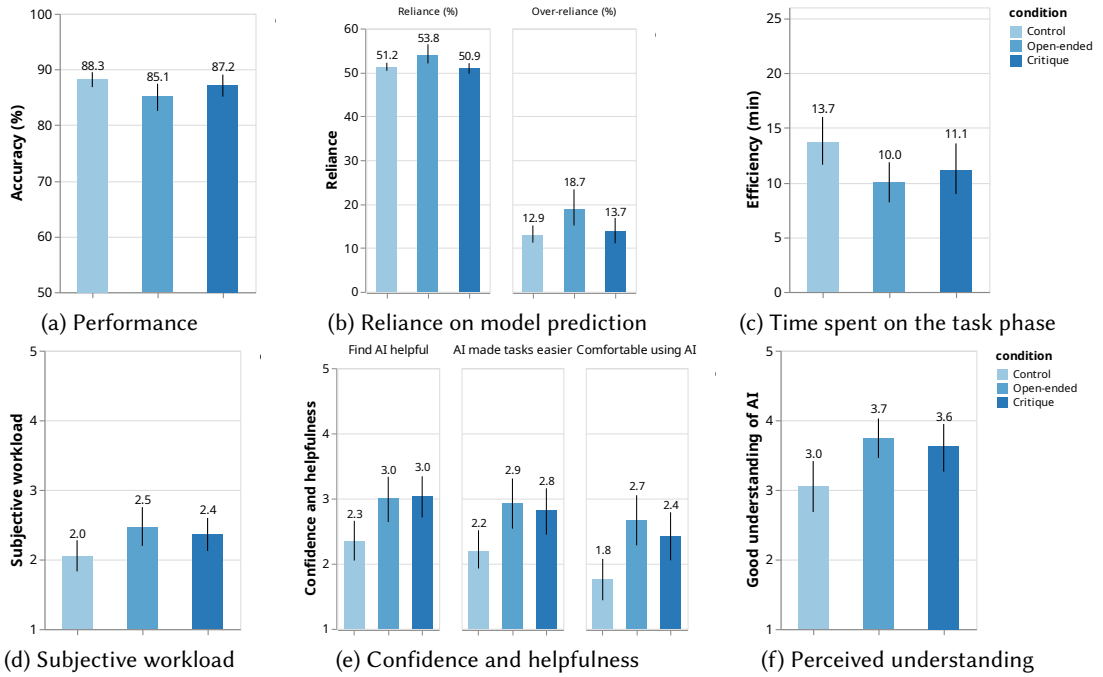 Accuracy (%)
100
90
80
70
60
50
88.3
85.1
87.2
(a) Performance
Reliance (%)
Over-reliance (%)
Reliance
60
50
40
30
20
10
0
51.2
53.8
50.9
12.9
18.7
13.7
(b) Reliance on model prediction
Efficiency (min)
25
20
15
10
5
0
13.7
10.0
11.1
condition
Control
Open-ended
Critique
(c) Time spent on the task phase
Subjective workload
5
4
3
2
1
2.0
2.5
2.4
(d) Subjective workload
Find AI helpful
AI made tasks easier
Comfortable using AI
Confidence and helpfulness
5
4
3
2
1
2.3
3.0
3.0
2.2
2.9
2.8
1.8
2.7
2.4
(e) Confidence and helpfulness
Good understanding of AI
5
4
3
2
1
3.0
3.7
3.6
condition
Control
Open-ended
Critique
(f) Perceived understanding